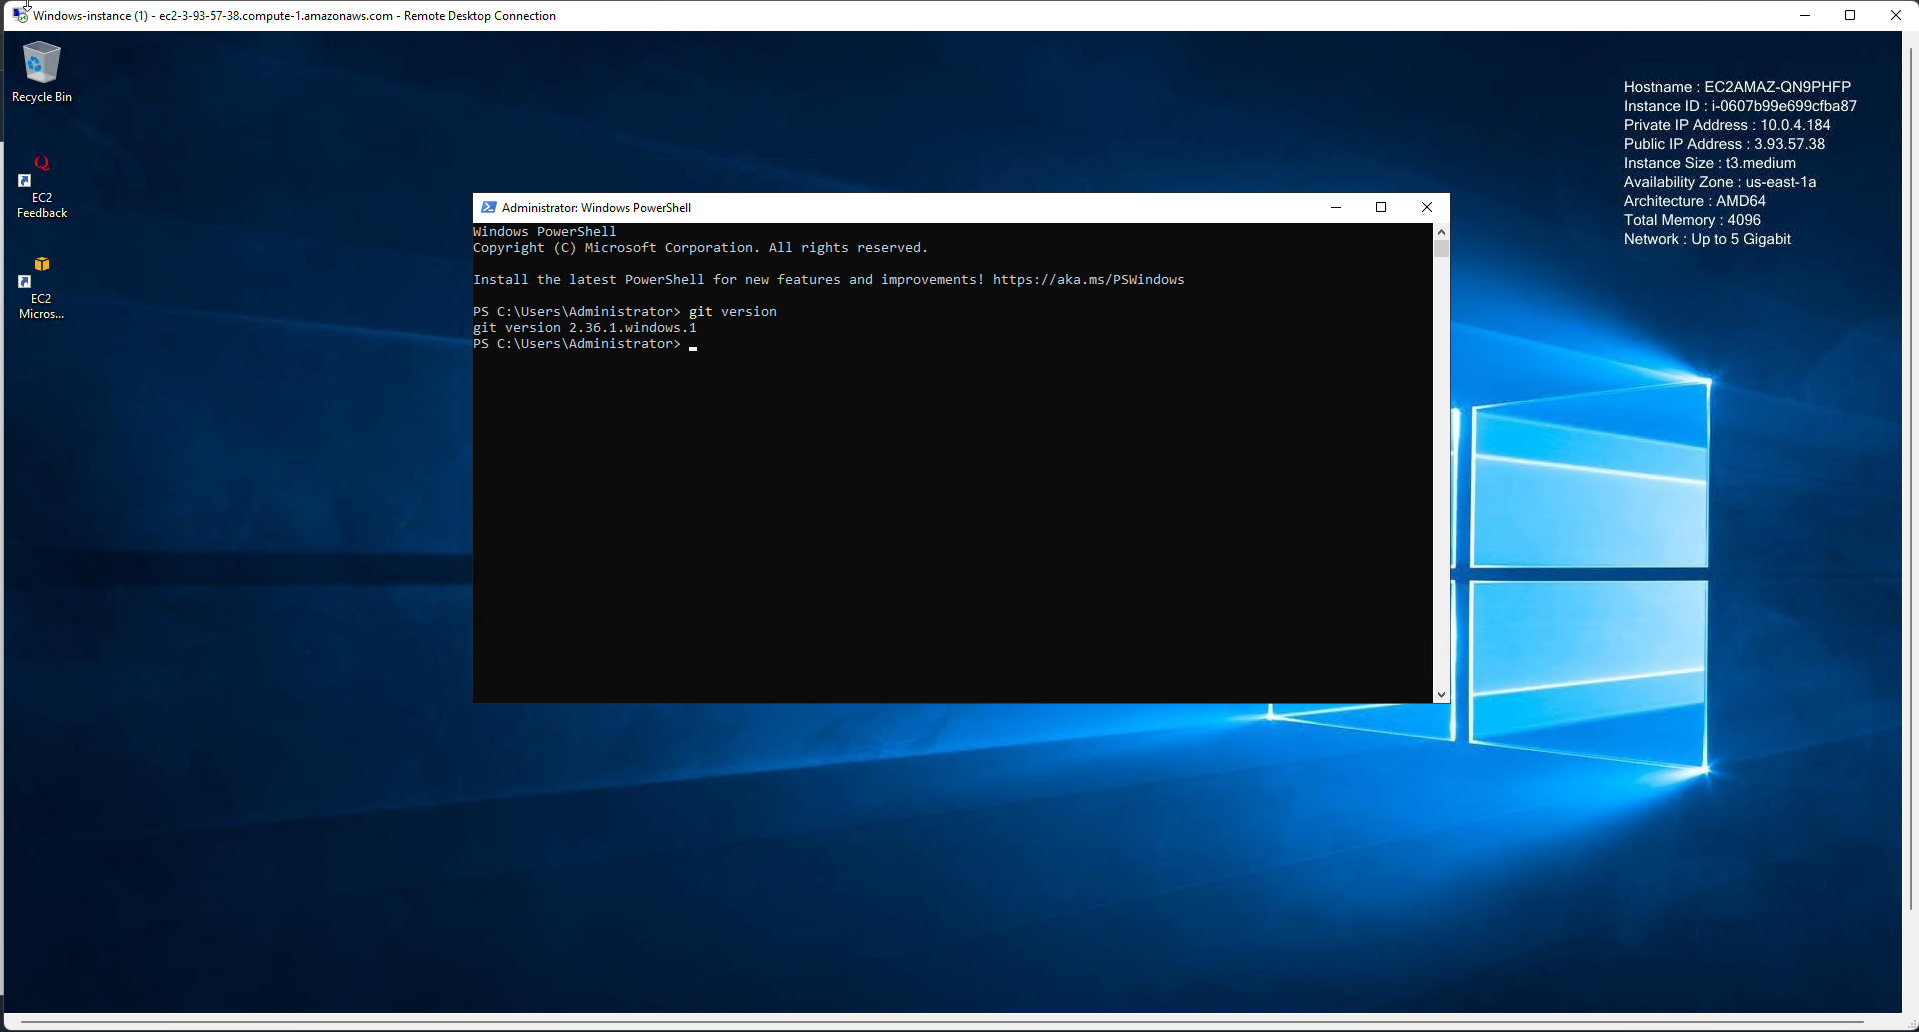 Windows-instance (1) - ec2-3-93-57-38.compute-1.amazonaws.com - Remote Desktop Connection
Recycle Bin
EC2
Feedback
EC2
Micros...
Hostname : EC2AMAZ-QN9PHFP
Instance ID : i-0607b99e699cfba87
Private IP Address : 10.0.4.184
Public IP Address : 3.93.57.38
Instance Size : t3.medium
Availability Zone : us-east-1a
Architecture : AMD64
Total Memory : 4096
Network : Up to 5 Gigabit
Administrator: Windows PowerShell
Windows PowerShell
Copyright (C) Microsoft Corporation. All rights reserved.
Install the latest PowerShell for new features and improvements! https://aka.ms/PSWindows
PS C:\Users\Administrator> git version
git version 2.36.1.windows.1
PS C:\Users\Administrator>